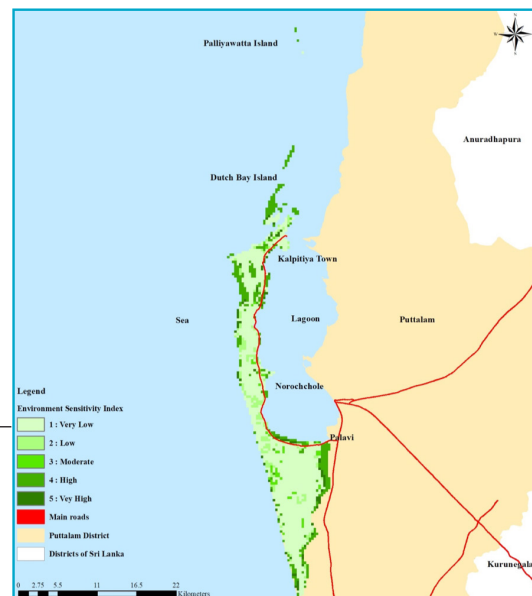 N
Palliyawatta Island
Anuradhapura
Dutch Bay Island
Kalpitiya Town
Sea
Lagoon
Puttalam
Norochchole
Palavi
Kurunegala
Legend
Environment Sensitivity Index
1 : Very Low
2 : Low
3 : Moderate
4 : High
5 : Vey High
Main roads
Puttalam District
Districts of Sri Lanka
0 2.75 5.5 11 16.5 22
Kilometers